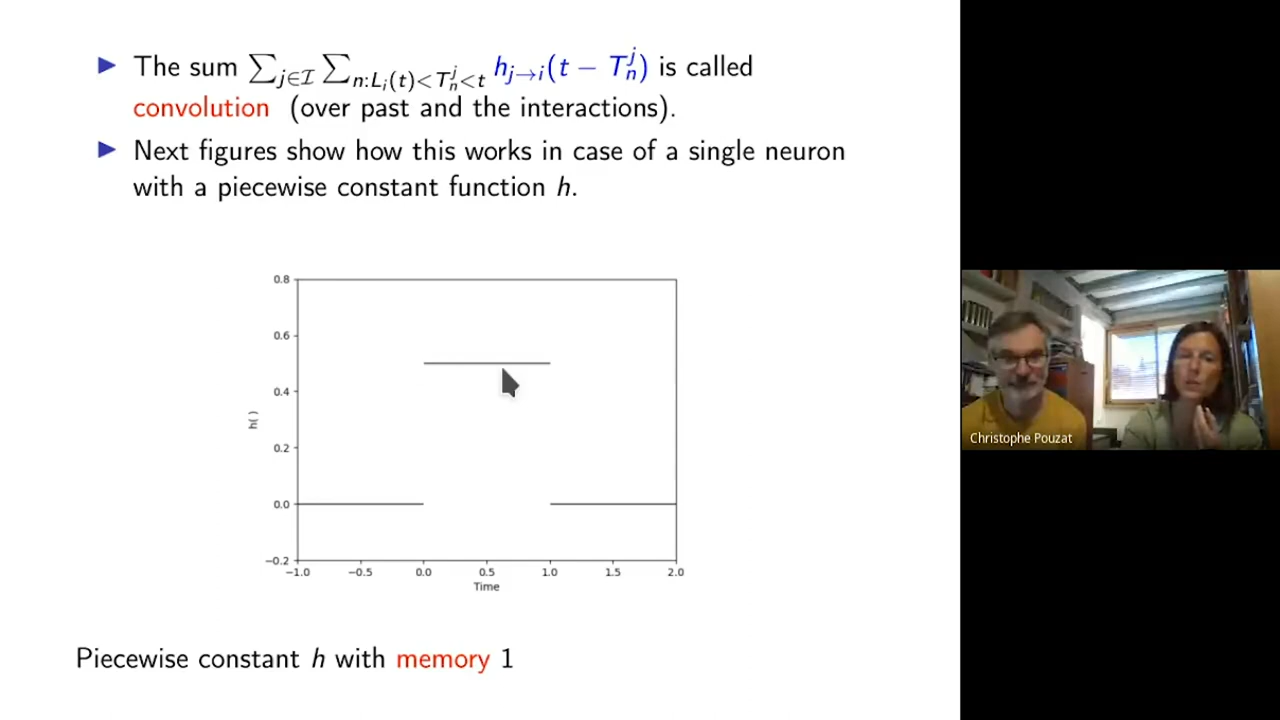 ▶ The sum ∑_{j∈ℐ} ∑_{n:L_i(t)<T_n^j<t} h_{j→i}(t − T_n^j) is called
convolution (over past and the interactions).
▶ Next figures show how this works in case of a single neuron
with a piecewise constant function h.
0.8
0.6
0.4
0.2
0.0
−0.2
h( )
−1.0 −0.5 0.0 0.5 1.0 1.5 2.0
Time
Piecewise constant h with memory 1
Christophe Pouzat